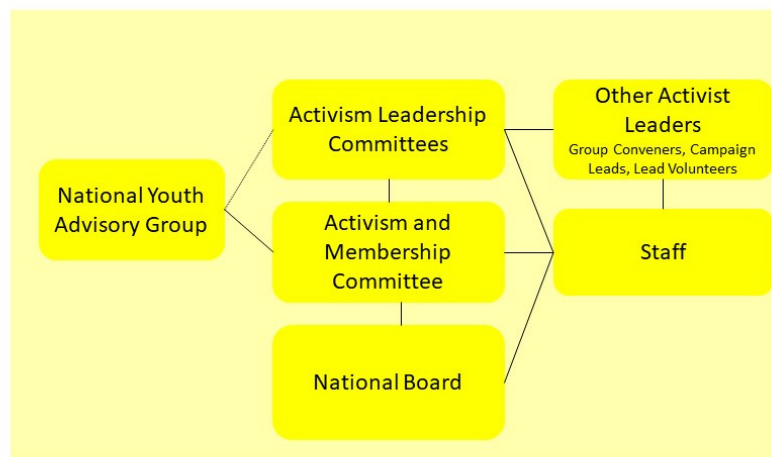 National Youth
Advisory Group
Activism Leadership
Committees
Activism and
Membership
Committee
National Board
Other Activist
Leaders
Group Conveners, Campaign
Leads, Lead Volunteers
Staff